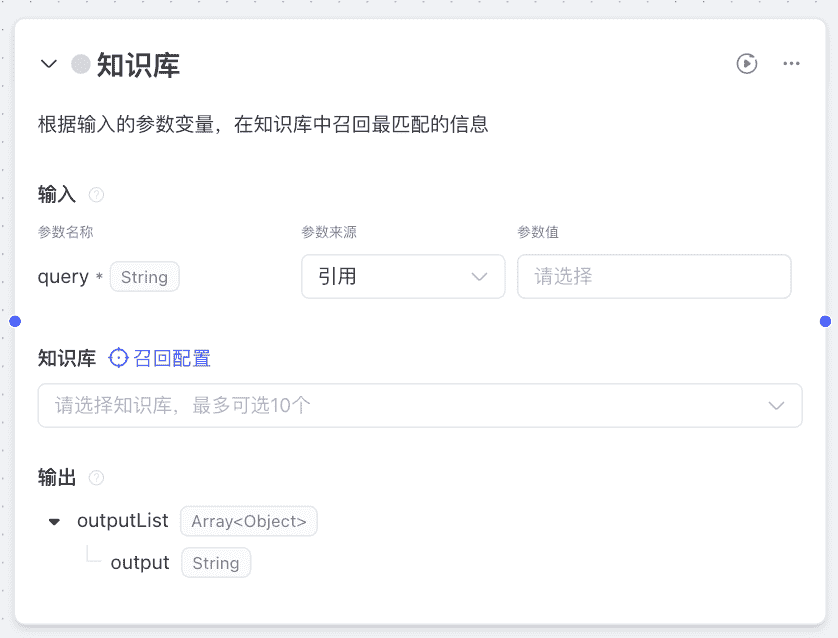 知识库
根据输入的参数变量，在知识库中召回最匹配的信息
输入
参数名称 参数来源 参数值
query * String 引用 请选择
知识库 召回配置
请选择知识库，最多可选10个
输出
outputList Array<Object>
output String